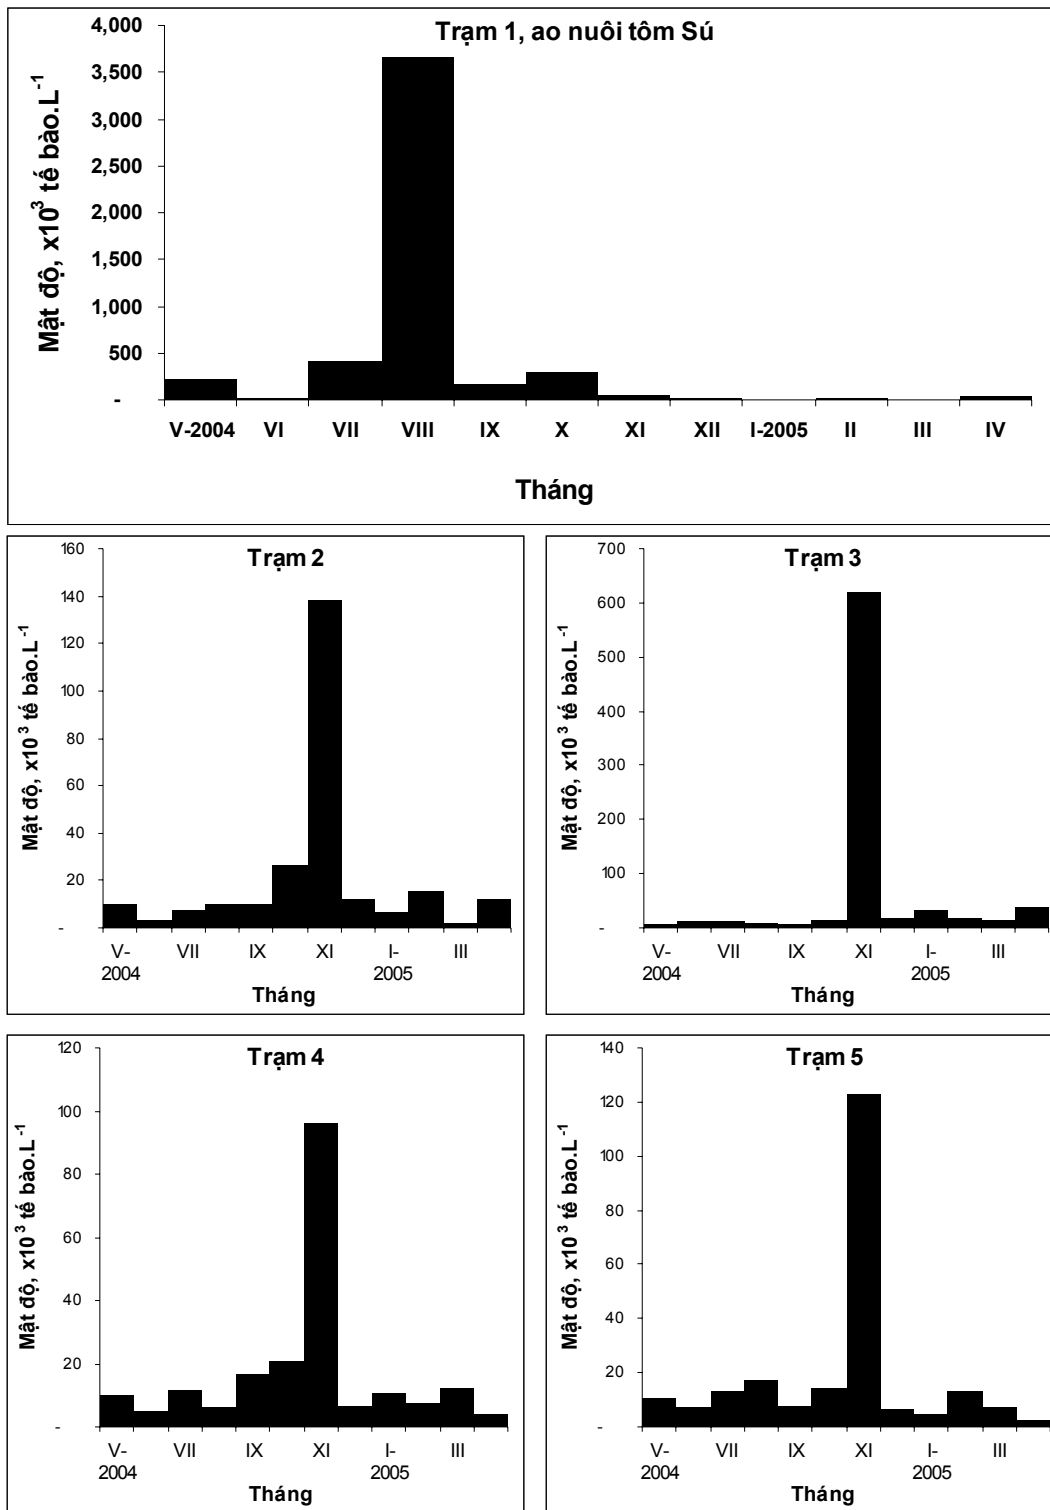 Trạm 1, ao nuôi tôm Sú
Mật độ, x10³ tế bào.L⁻¹
4,000
3,500
3,000
2,500
2,000
1,500
1,000
500
-
V-2004 VI VII VIII IX X XI XII I-2005 II III IV
Tháng
Trạm 2
Mật độ, x10³ tế bào.L⁻¹
160
140
120
100
80
60
40
20
-
V-2004 VII IX XI I-2005 III
Tháng
Trạm 3
Mật độ, x10³ tế bào.L⁻¹
700
600
500
400
300
200
100
-
V-2004 VII IX XI I-2005 III
Tháng
Trạm 4
Mật độ, x10³ tế bào.L⁻¹
120
100
80
60
40
20
-
V-2004 VII IX XI I-2005 III
Tháng
Trạm 5
Mật độ, x10³ tế bào.L⁻¹
140
120
100
80
60
40
20
-
V-2004 VII IX XI I-2005 III
Tháng